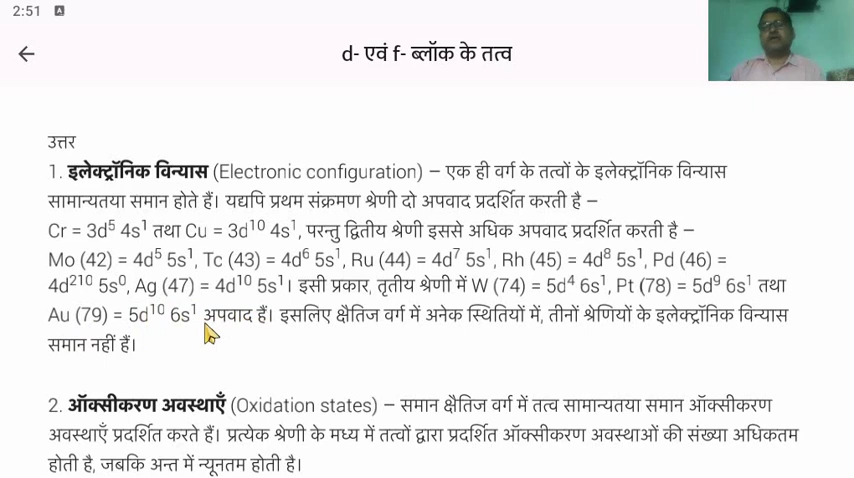 2:51 A
d- एवं f- ब्लॉक के तत्व
उत्तर
1. इलेक्ट्रॉनिक विन्यास (Electronic configuration) – एक ही वर्ग के तत्वों के इलेक्ट्रॉनिक विन्यास
सामान्यतया समान होते हैं। यद्यपि प्रथम संक्रमण श्रेणी दो अपवाद प्रदर्शित करती है –
Cr = 3d⁵ 4s¹ तथा Cu = 3d¹⁰ 4s¹, परन्तु द्वितीय श्रेणी इससे अधिक अपवाद प्रदर्शित करती है –
Mo (42) = 4d⁵ 5s¹, Tc (43) = 4d⁶ 5s¹, Ru (44) = 4d⁷ 5s¹, Rh (45) = 4d⁸ 5s¹, Pd (46) =
4d²¹⁰ 5s⁰, Ag (47) = 4d¹⁰ 5s¹। इसी प्रकार, तृतीय श्रेणी में W (74) = 5d⁴ 6s¹, Pt (78) = 5d⁹ 6s¹ तथा
Au (79) = 5d¹⁰ 6s¹ अपवाद हैं। इसलिए क्षैतिज वर्ग में अनेक स्थितियों में, तीनों श्रेणियों के इलेक्ट्रॉनिक विन्यास
समान नहीं हैं।
2. ऑक्सीकरण अवस्थाएँ (Oxidation states) – समान क्षैतिज वर्ग में तत्व सामान्यतया समान ऑक्सीकरण
अवस्थाएँ प्रदर्शित करते हैं। प्रत्येक श्रेणी के मध्य में तत्वों द्वारा प्रदर्शित ऑक्सीकरण अवस्थाओं की संख्या अधिकतम
होती है, जबकि अन्त में न्यूनतम होती है।